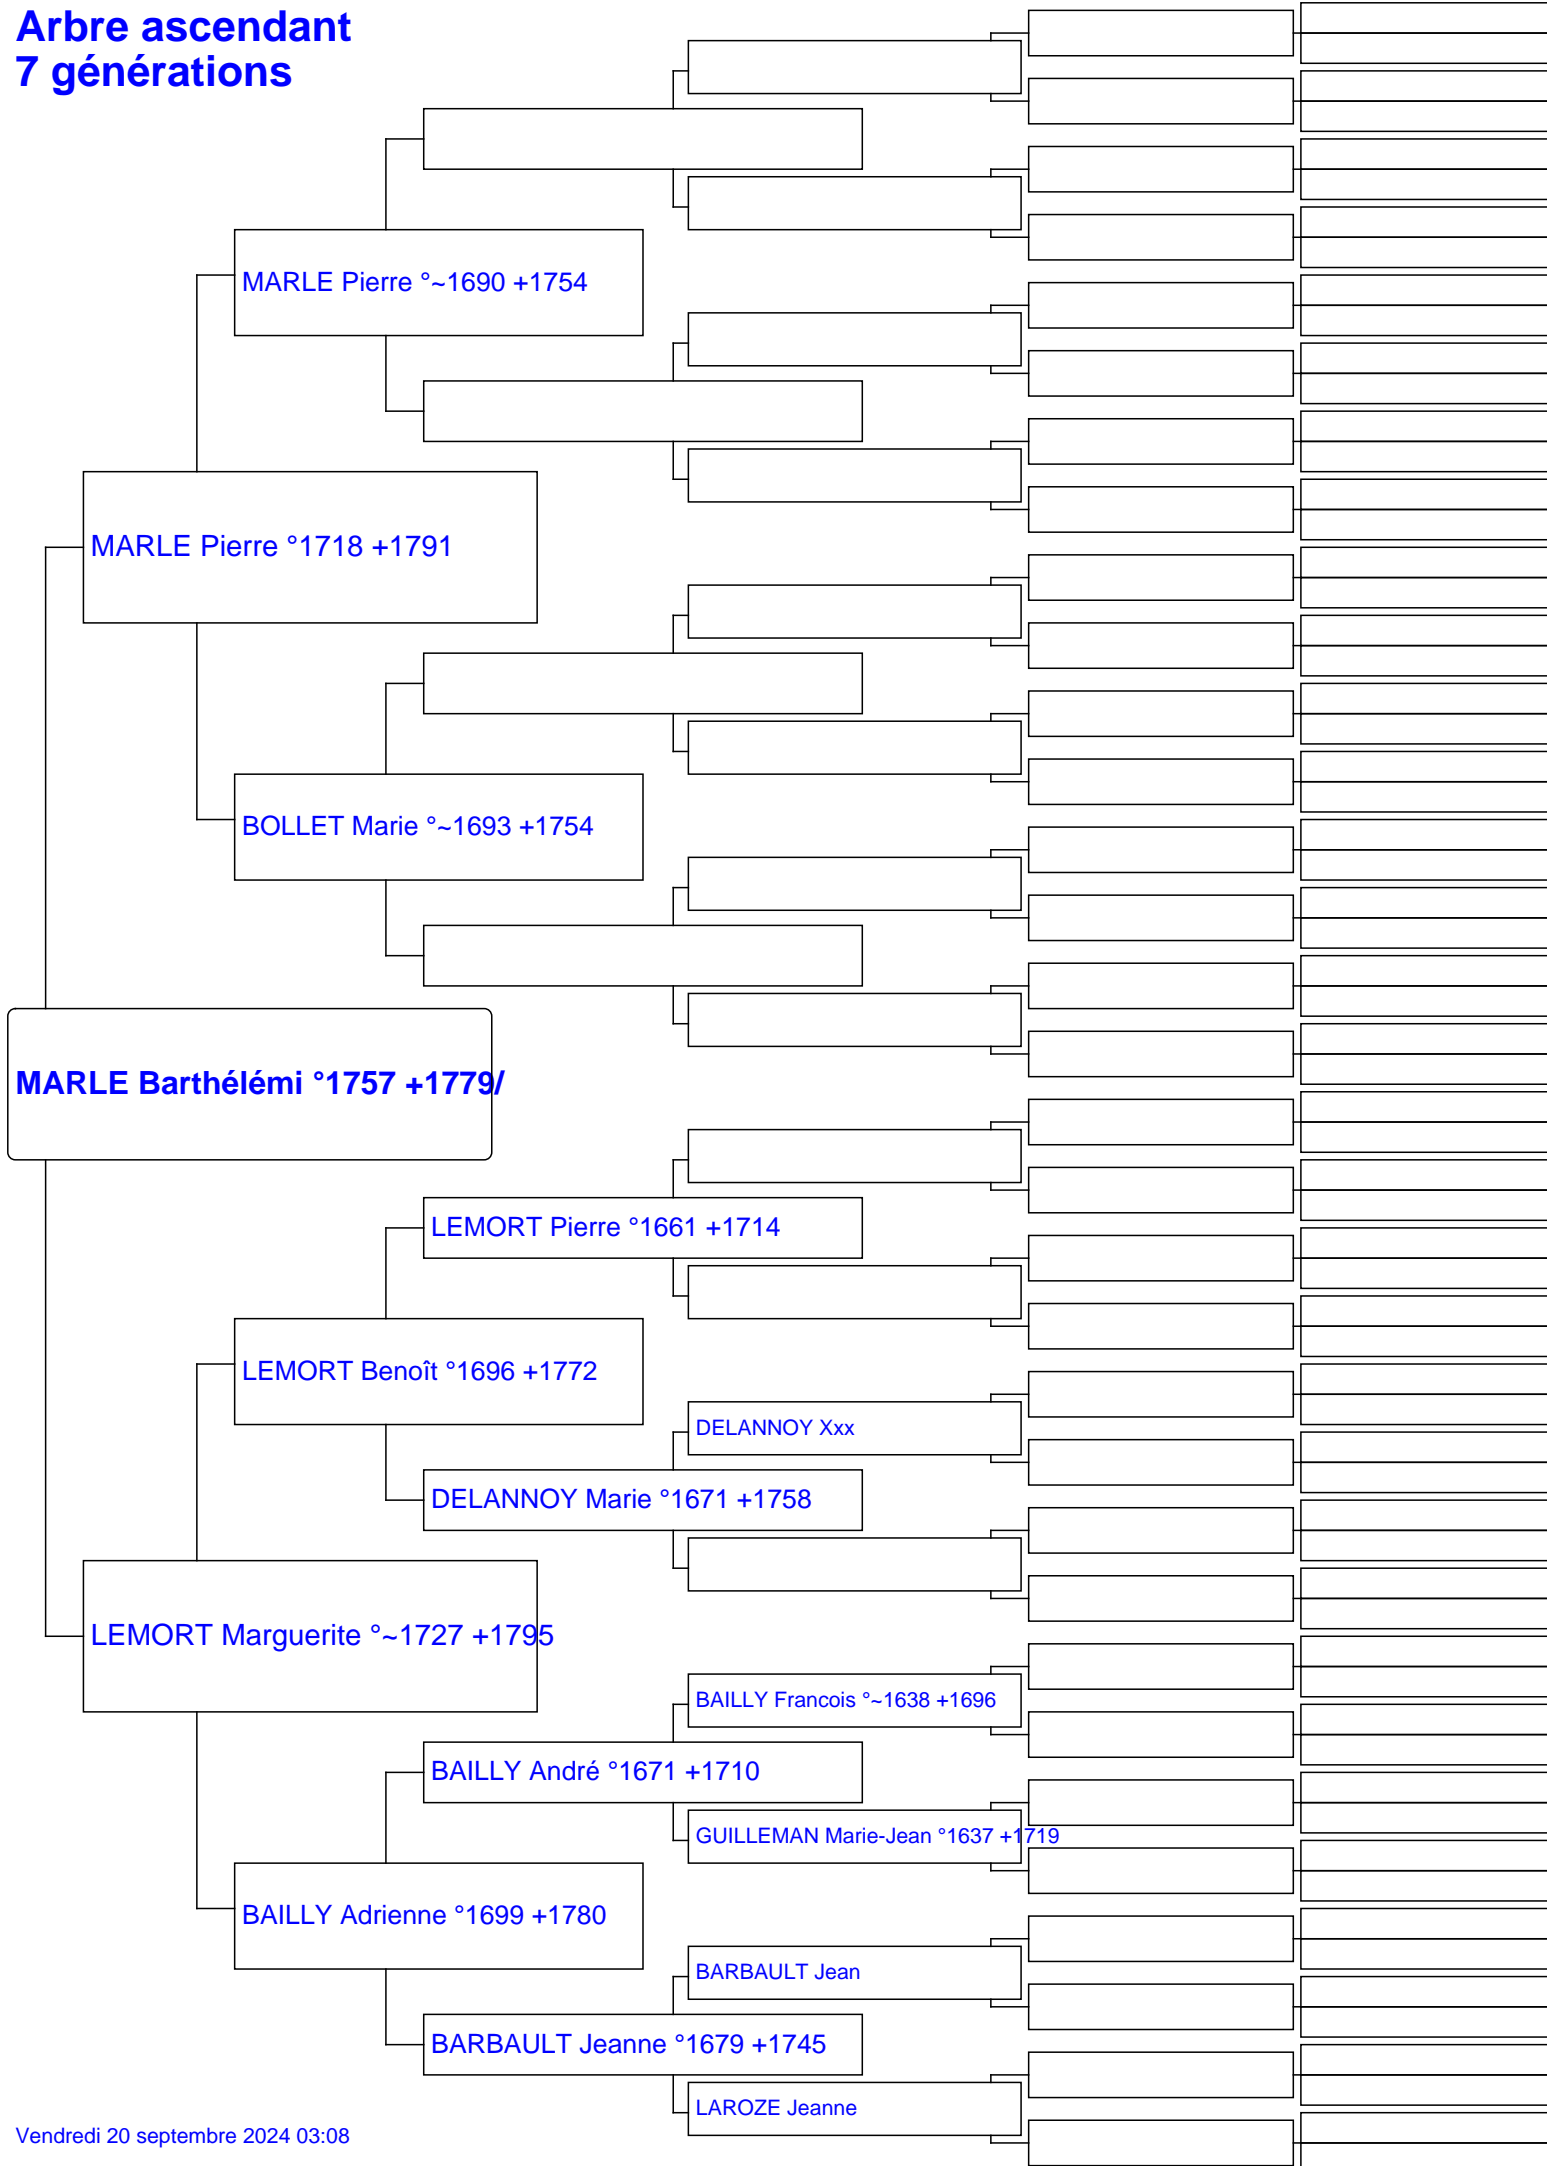 Arbre ascendant
7 générations
MARLE Pierre °~1690 +1754
MARLE Pierre °1718 +1791
BOLLET Marie °~1693 +1754
MARLE Barthélémi °1757 +1779/
LEMORT Pierre °1661 +1714
LEMORT Benoît °1696 +1772
DELANNOY Xxx
DELANNOY Marie °1671 +1758
LEMORT Marguerite °~1727 +1795
BAILLY Francois °~1638 +1696
BAILLY André °1671 +1710
GUILLEMAN Marie-Jean °1637 +1719
BAILLY Adrienne °1699 +1780
BARBAULT Jean
BARBAULT Jeanne °1679 +1745
LAROZE Jeanne
Vendredi 20 septembre 2024 03:08